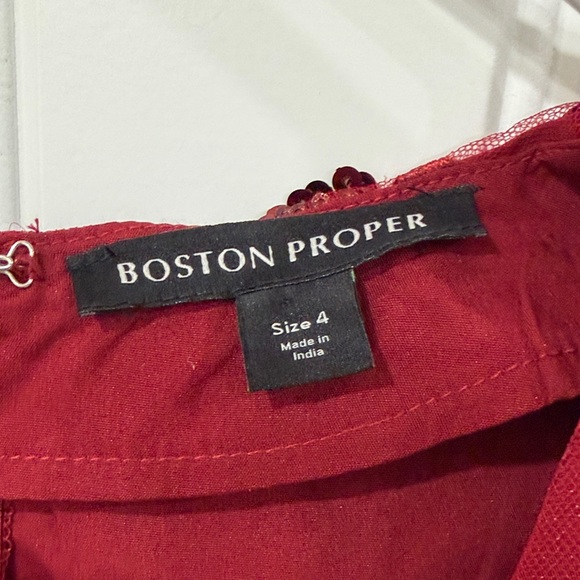 BOSTON PROPER
Size 4
Made in
India